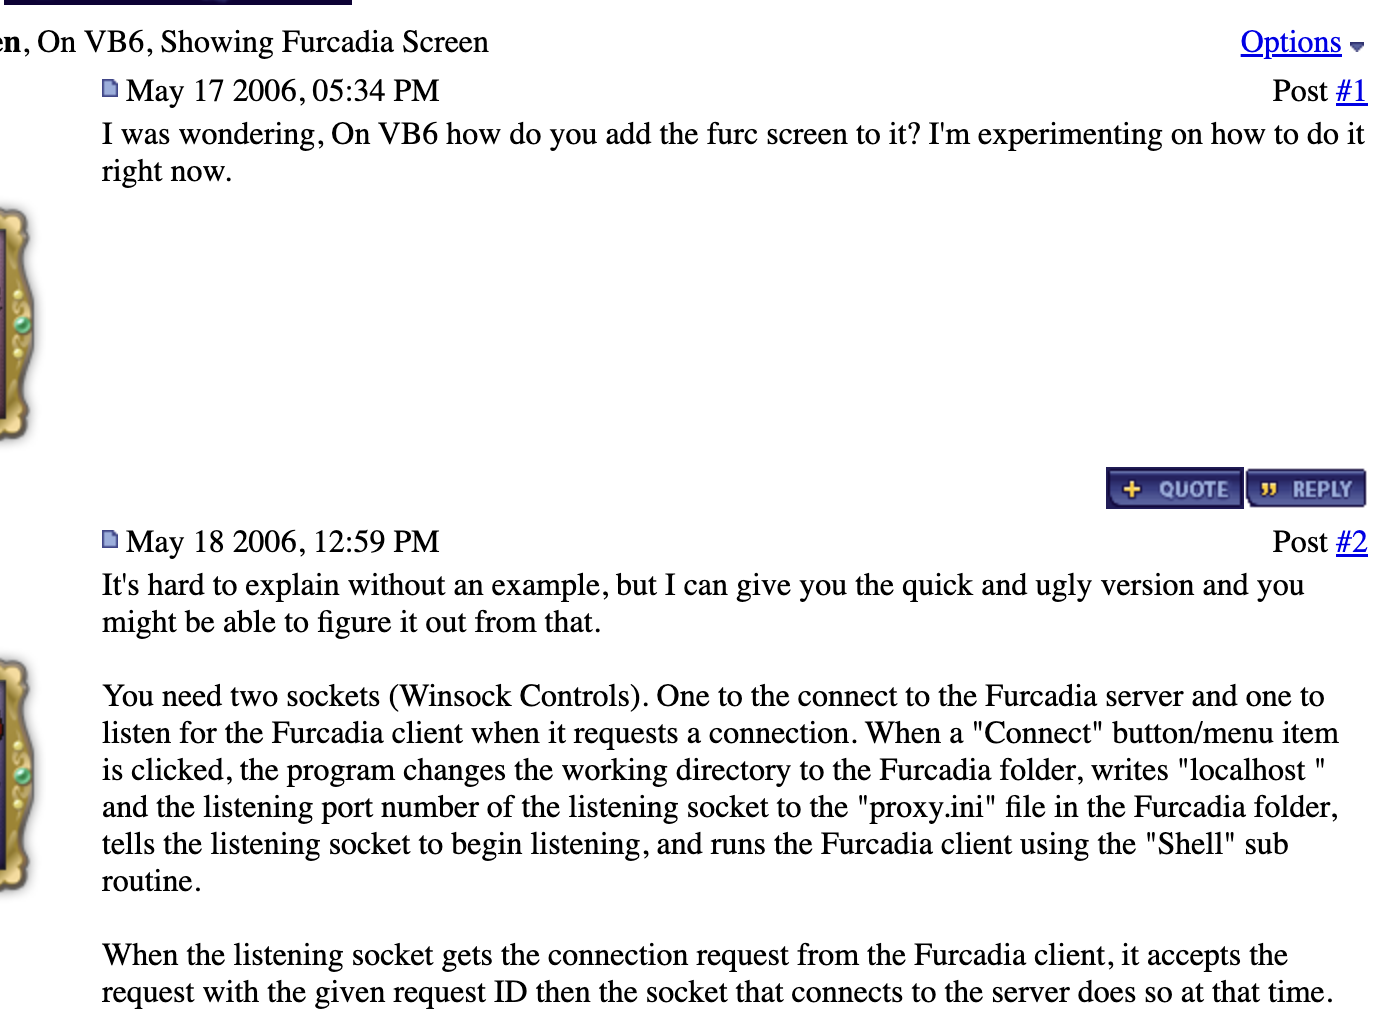 en, On VB6, Showing Furcadia Screen
Options
May 17 2006, 05:34 PM
Post #1
I was wondering, On VB6 how do you add the furc screen to it? I'm experimenting on how to do it
right now.
QUOTE
REPLY
May 18 2006, 12:59 PM
Post #2
It's hard to explain without an example, but I can give you the quick and ugly version and you
might be able to figure it out from that.
You need two sockets (Winsock Controls). One to the connect to the Furcadia server and one to
listen for the Furcadia client when it requests a connection. When a "Connect" button/menu item
is clicked, the program changes the working directory to the Furcadia folder, writes "localhost "
and the listening port number of the listening socket to the "proxy.ini" file in the Furcadia folder,
tells the listening socket to begin listening, and runs the Furcadia client using the "Shell" sub
routine.
When the listening socket gets the connection request from the Furcadia client, it accepts the
request with the given request ID then the socket that connects to the server does so at that time.